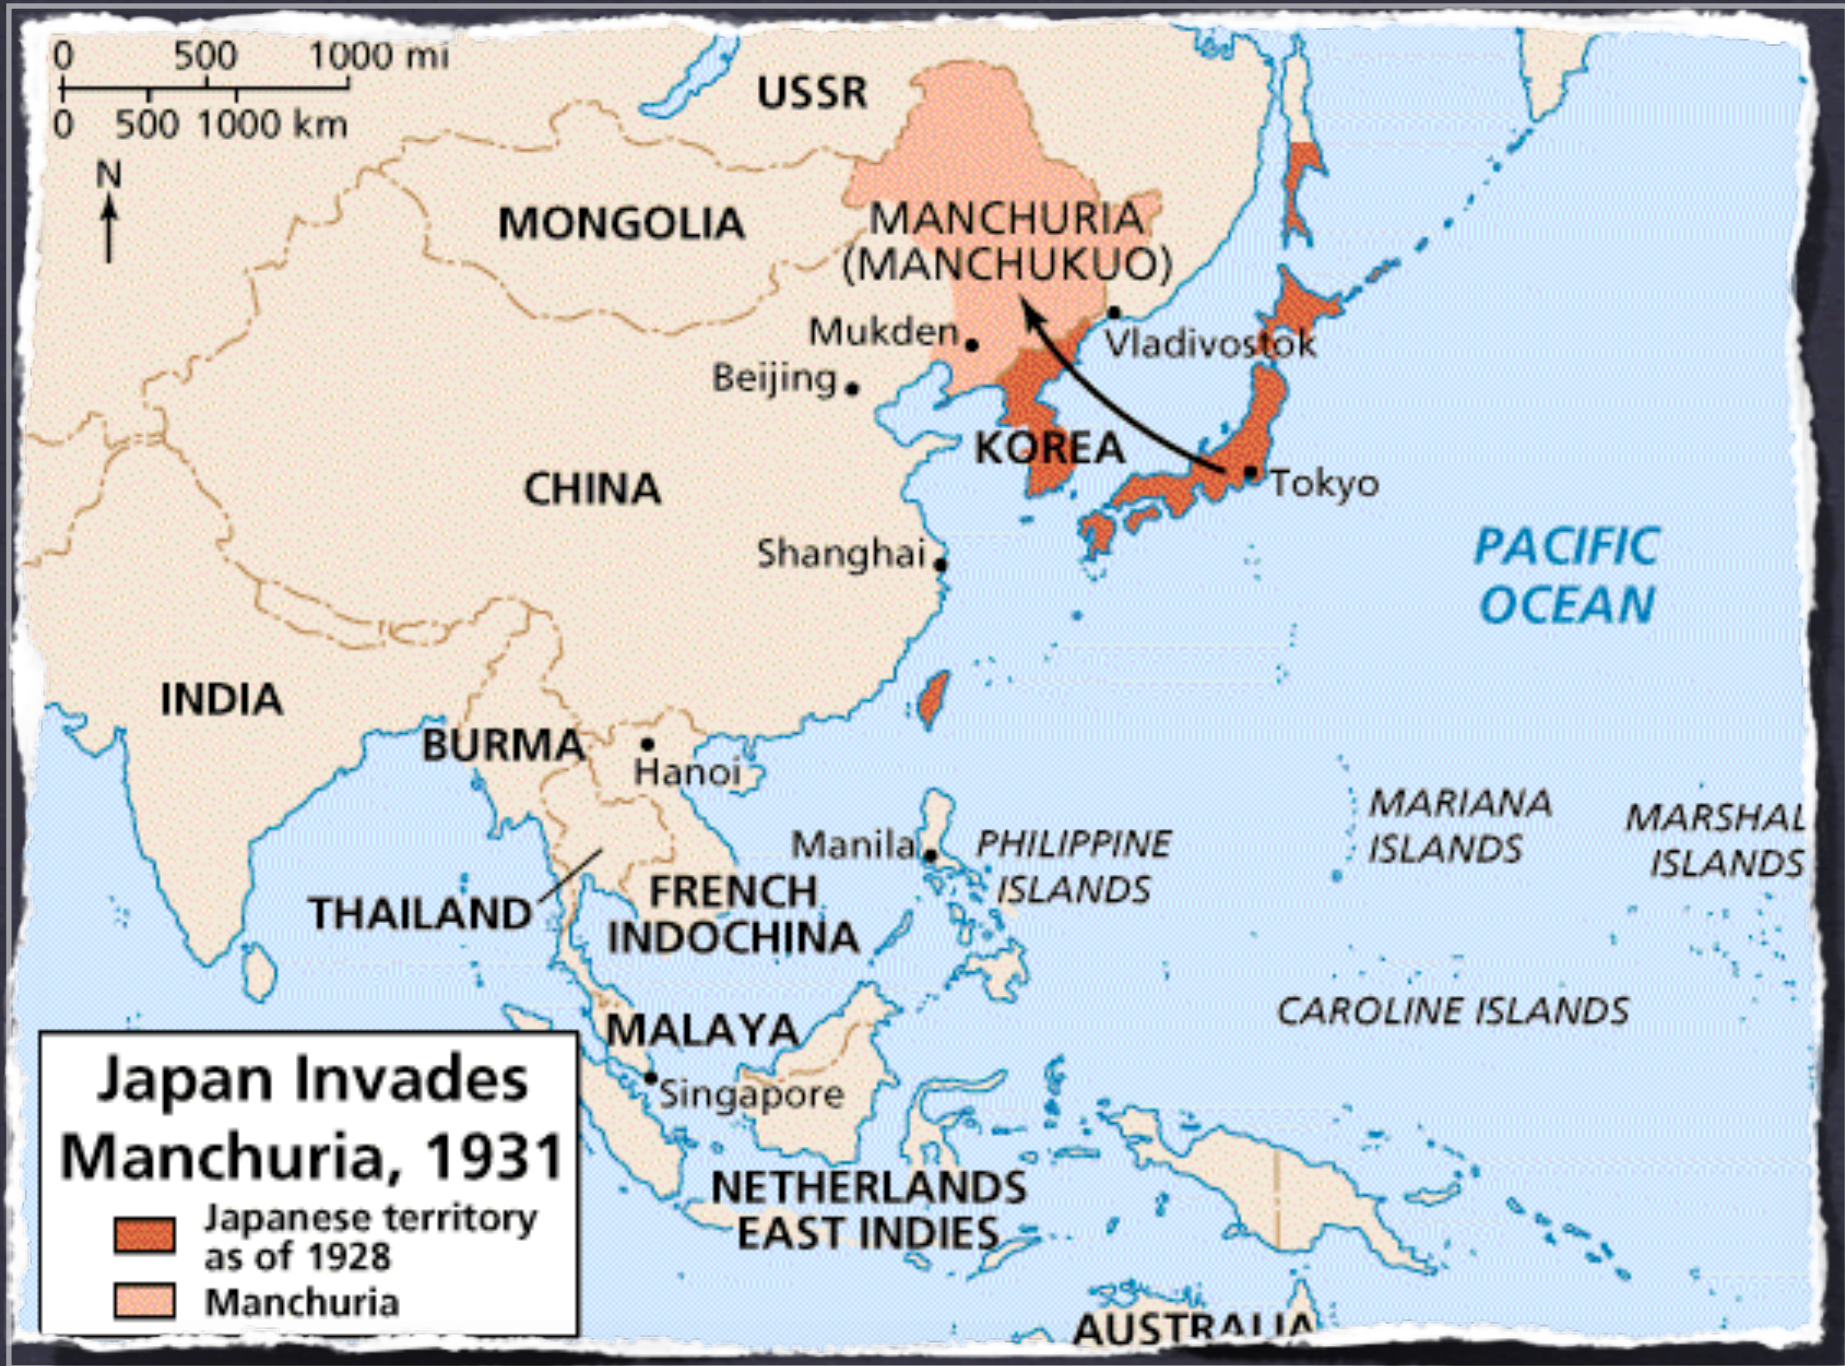 0 500 1000 mi
0 500 1000 km
N
USSR
MONGOLIA
MANCHURIA
(MANCHUKUO)
Mukden
Vladivostok
Beijing
KOREA
Tokyo
CHINA
Shanghai
PACIFIC
OCEAN
INDIA
BURMA
Hanoi
MARIANA
ISLANDS
MARSHAL
ISLANDS
Manila
PHILIPPINE
ISLANDS
THAILAND
FRENCH
INDOCHINA
CAROLINE ISLANDS
MALAYA
Singapore
NETHERLANDS
EAST INDIES
AUSTRALIA
Japan Invades
Manchuria, 1931
Japanese territory
as of 1928
Manchuria